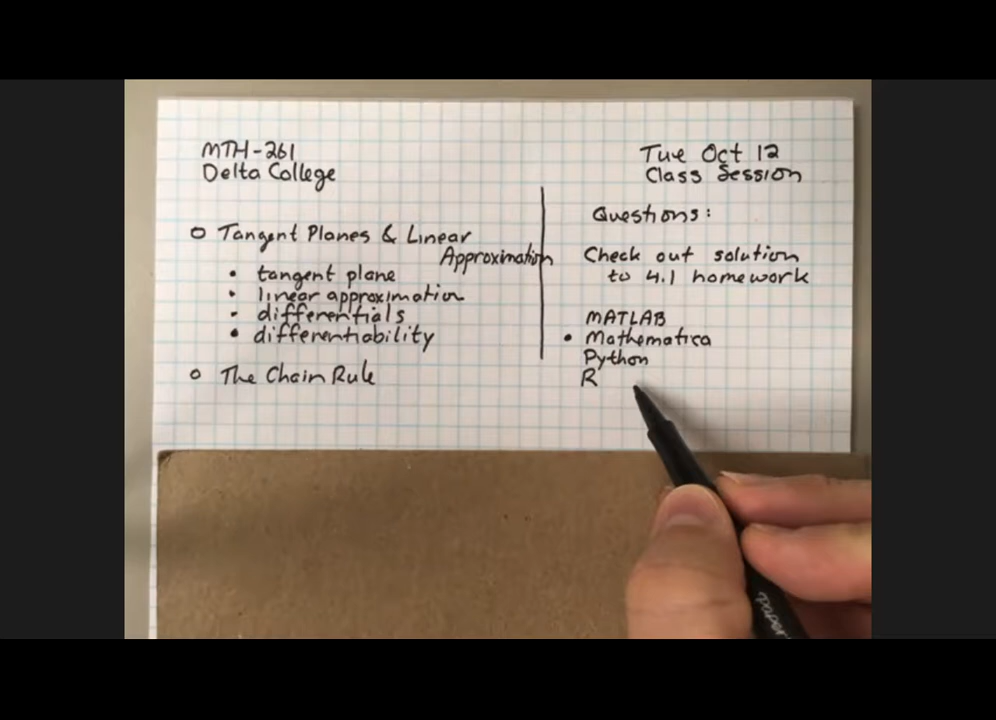 MTH-261
Delta College
Tue Oct 12
Class Session
○ Tangent Planes & Linear
Approximation
• tangent plane
• linear approximation
• differentials
• differentiability
○ The Chain Rule
Questions:
Check out solution
to 4.1 homework
MATLAB
• Mathematica
Python
R
paper